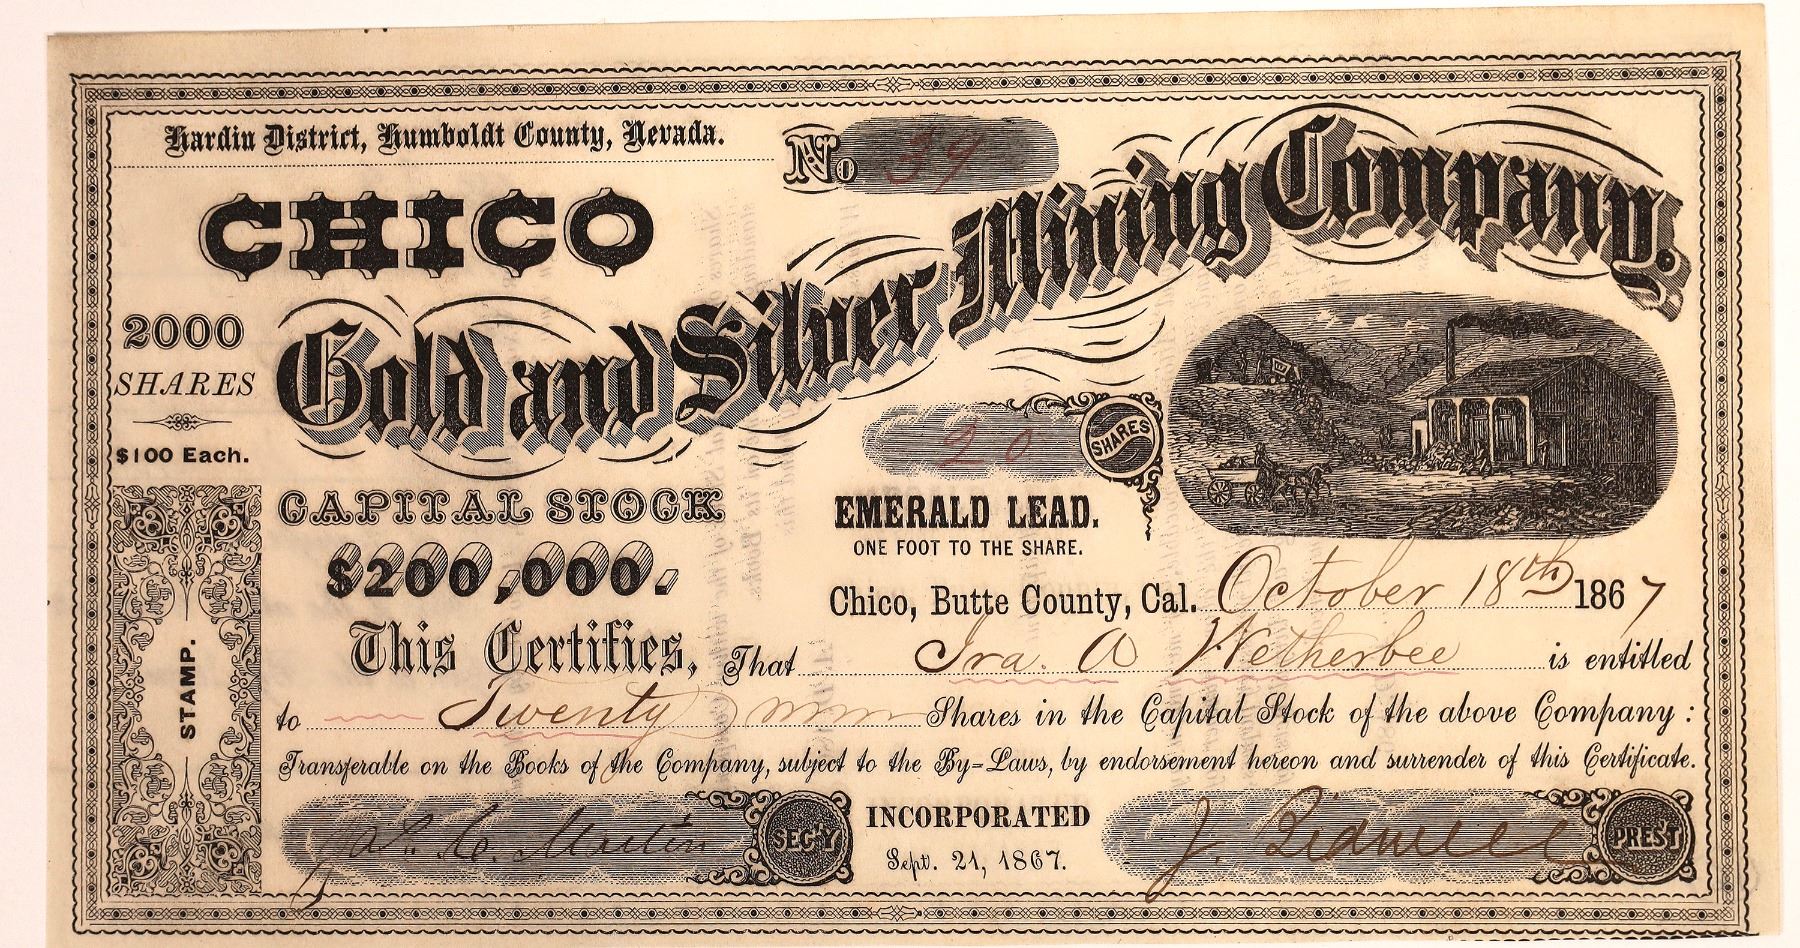 Hardin District, Humboldt County, Nevada.
No 39
CHICO
Gold and Silver Mining Company.
2000
SHARES
$100 Each.
20 SHARES
CAPITAL STOCK
$200,000.
EMERALD LEAD.
ONE FOOT TO THE SHARE.
Chico, Butte County, Cal. October 18th 1867
This Certifies, That Ira. A Wetherbee is entitled
to Twenty Shares in the Capital Stock of the above Company:
Transferable on the Books of the Company, subject to the By-Laws, by endorsement hereon and surrender of this Certificate.
STAMP.
Martin SEC'Y
INCORPORATED
Sept. 21, 1867.
J. Bidwell PRES'T